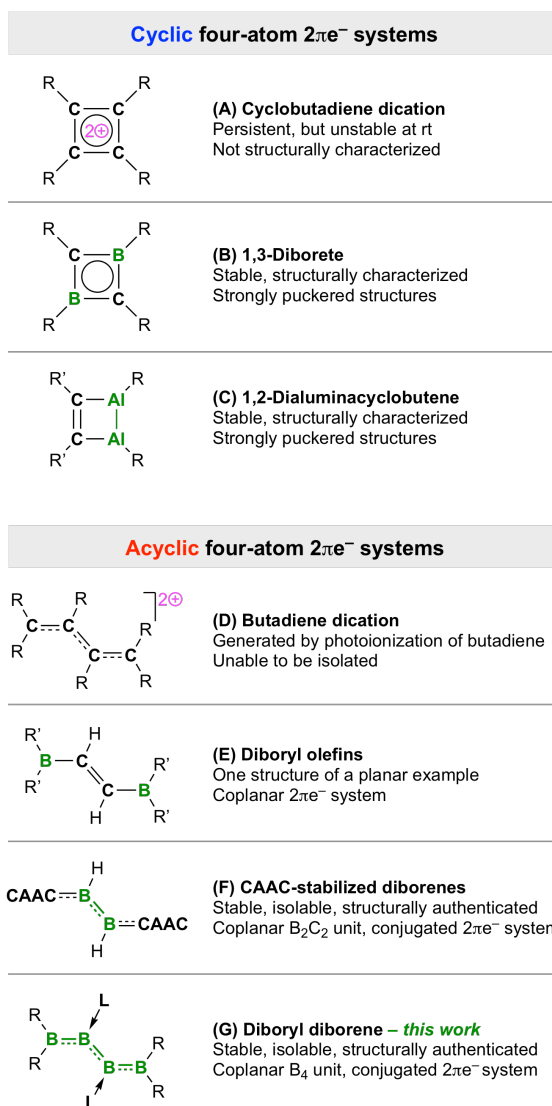 Cyclic four-atom 2πe⁻ systems
R R
C C
2⊕
C C
R R
(A) Cyclobutadiene dication
Persistent, but unstable at rt
Not structurally characterized
R
C B
B C
R R
(B) 1,3-Diborete
Stable, structurally characterized
Strongly puckered structures
R' R
C Al
C Al
R' R
(C) 1,2-Dialuminacyclobutene
Stable, structurally characterized
Strongly puckered structures
Acyclic four-atom 2πe⁻ systems
R R 2⊕
C C R
R C C
R R
(D) Butadiene dication
Generated by photoionization of butadiene
Unable to be isolated
R' H
B C R'
R' C B
H R'
(E) Diboryl olefins
One structure of a planar example
Coplanar 2πe⁻ system
H
CAAC B
B CAAC
H
(F) CAAC-stabilized diborenes
Stable, isolable, structurally authenticated
Coplanar B₂C₂ unit, conjugated 2πe⁻ system
L
R
B B R
R B B
R
L
(G) Diboryl diborene – this work
Stable, isolable, structurally authenticated
Coplanar B₄ unit, conjugated 2πe⁻ system